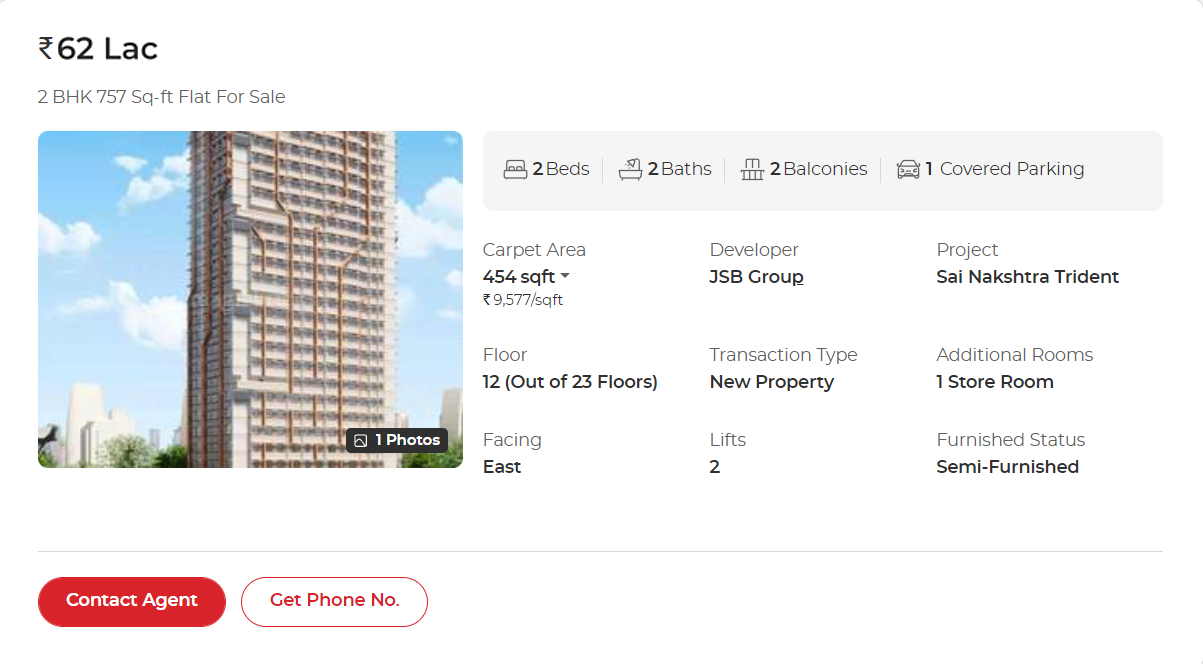 ₹62 Lac
2 BHK 757 Sq-ft Flat For Sale
2 Beds 2 Baths 2 Balconies 1 Covered Parking
1 Photos
Carpet Area
454 sqft
₹9,577/sqft
Developer
JSB Group
Project
Sai Nakshtra Trident
Floor
12 (Out of 23 Floors)
Transaction Type
New Property
Additional Rooms
1 Store Room
Facing
East
Lifts
2
Furnished Status
Semi-Furnished
Contact Agent
Get Phone No.